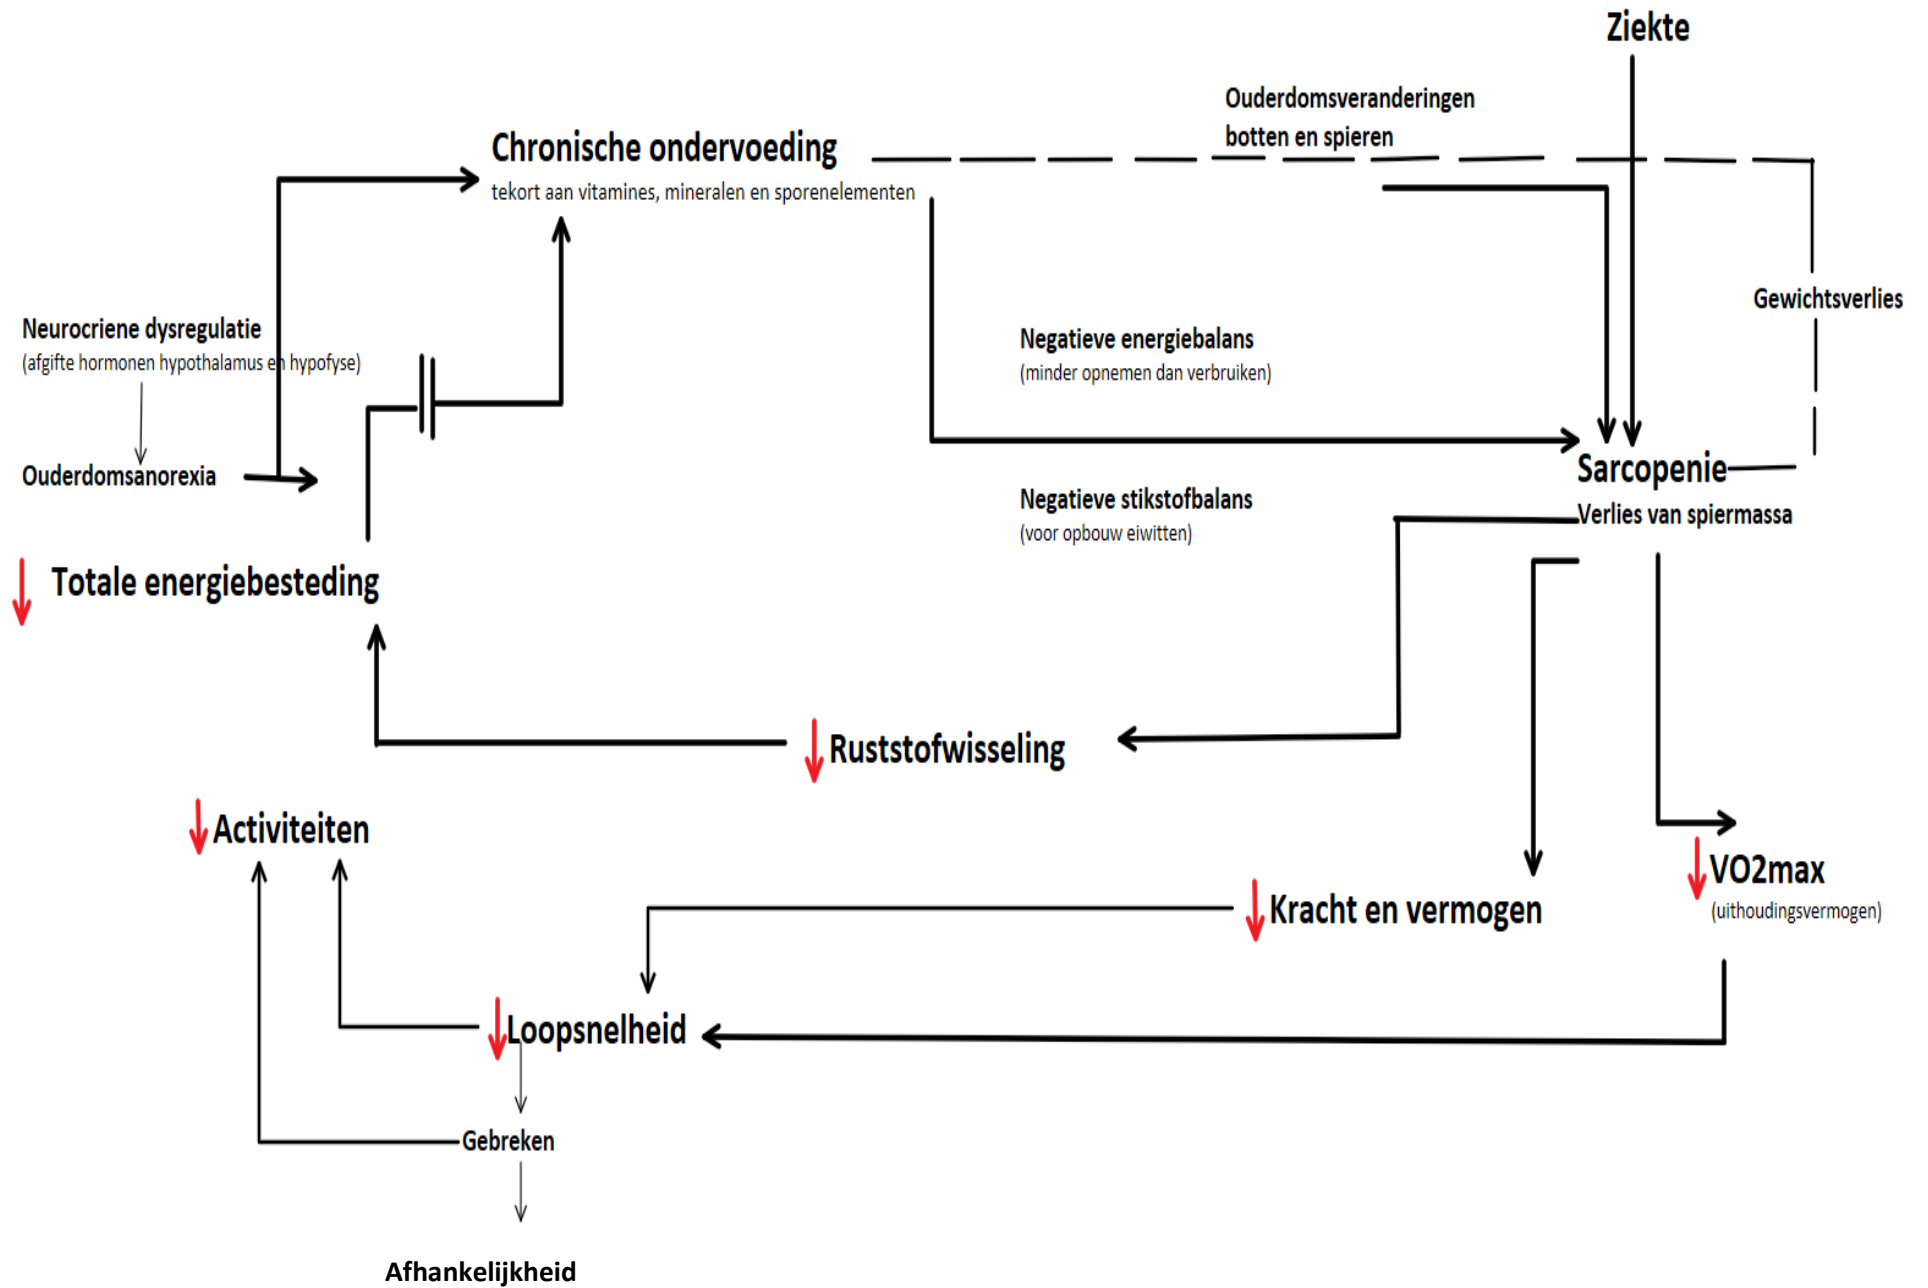 Ziekte
Ouderdomsveranderingen
botten en spieren
Chronische ondervoeding
tekort aan vitamines, mineralen en sporenelementen
Gewichtsverlies
Neurocriene dysregulatie
(afgifte hormonen hypothalamus en hypofyse)
Negatieve energiebalans
(minder opnemen dan verbruiken)
Ouderdomsanorexia
Sarcopenie
Verlies van spiermassa
Negatieve stikstofbalans
(voor opbouw eiwitten)
Totale energiebesteding
Ruststofwisseling
Activiteiten
VO2max
(uithoudingsvermogen)
Kracht en vermogen
Loopsnelheid
Gebreken
Afhankelijkheid